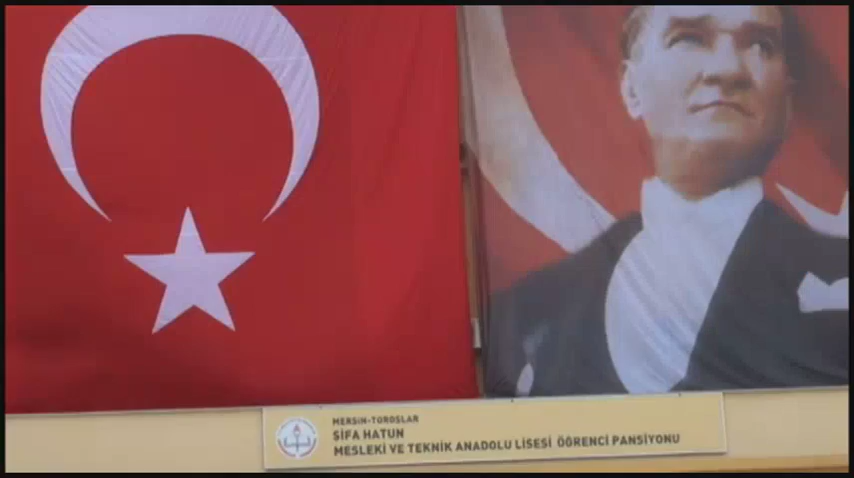 MERSİN-TOROSLAR
ŞİFA HATUN
MESLEKİ VE TEKNİK ANADOLU LİSESİ ÖĞRENCİ PANSİYONU